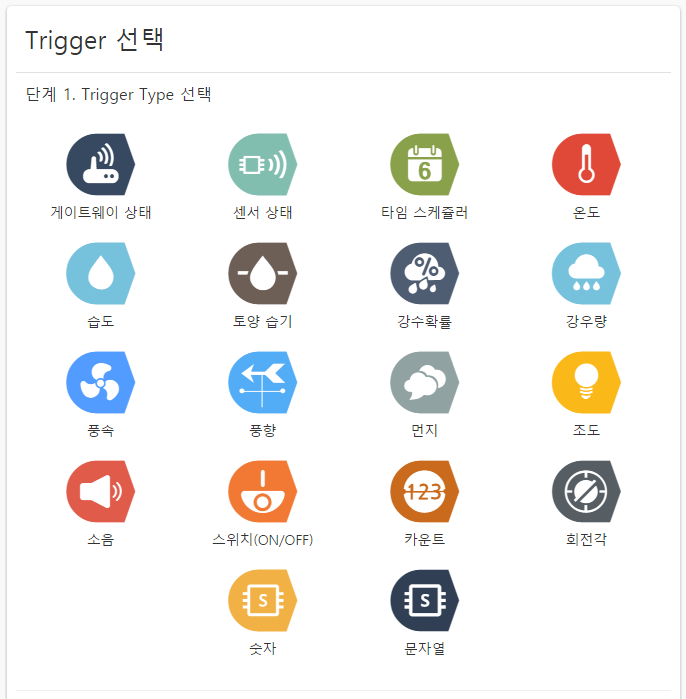 Trigger 선택
단계 1. Trigger Type 선택
6
게이트웨이 상태
센서 상태
타임 스케쥴러
온도
%
습도
토양 습기
강수확률
강우량
풍속
풍향
먼지
조도
123
소음
스위치(ON/OFF)
카운트
회전각
S
S
숫자
문자열